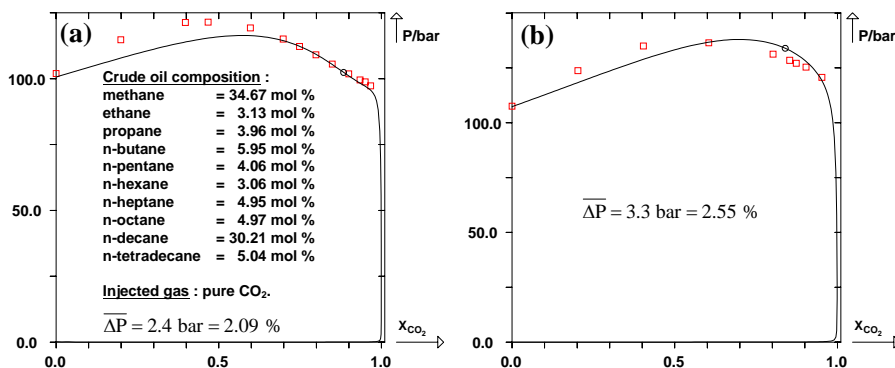 (a)
P/bar
100.0
50.0
0.0
Crude oil composition :
methane = 34.67 mol %
ethane = 3.13 mol %
propane = 3.96 mol %
n-butane = 5.95 mol %
n-pentane = 4.06 mol %
n-hexane = 3.06 mol %
n-heptane = 4.95 mol %
n-octane = 4.97 mol %
n-decane = 30.21 mol %
n-tetradecane = 5.04 mol %
Injected gas : pure CO₂.
ΔP̅ = 2.4 bar = 2.09 %
x_CO₂
0.0 0.5 1.0
(b)
P/bar
100.0
50.0
0.0
ΔP̅ = 3.3 bar = 2.55 %
x_CO₂
0.0 0.5 1.0